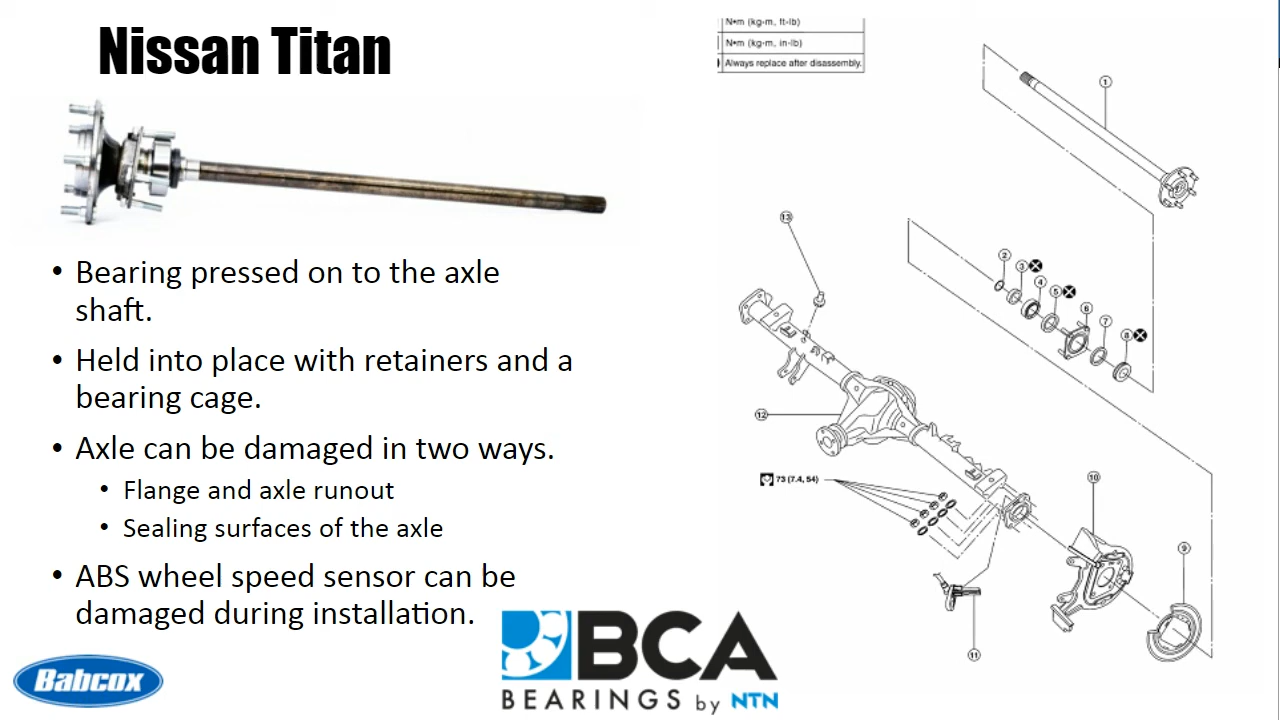 Nissan Titan
• Bearing pressed on to the axle
shaft.
• Held into place with retainers and a
bearing cage.
• Axle can be damaged in two ways.
• Flange and axle runout
• Sealing surfaces of the axle
• ABS wheel speed sensor can be
damaged during installation.
Babcox
BCA
BEARINGS by NTN
N•m (kg-m, ft-lb)
N•m (kg-m, in-lb)
Always replace after disassembly.
1
13
2
3
4
5
6
7
8
12
73 (7.4, 54)
10
9
11